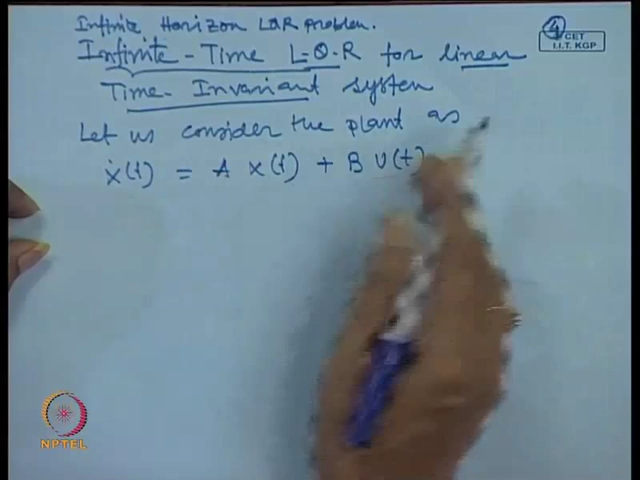 Infinite Horizon LQR Problem.
Infinite-Time L-Q-R for linear
Time-Invariant system
Let us consider the plant as
ẋ(t) = A x(t) + B U(t)
4
CET
I.I.T. KGP
NPTEL